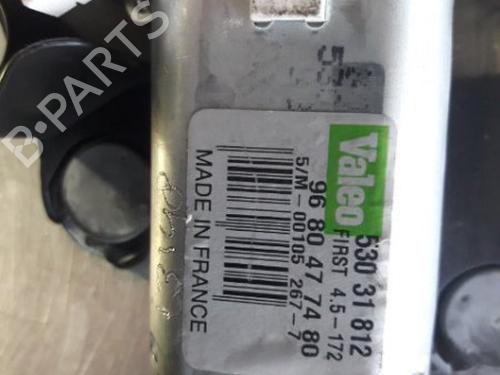 Valeo 530 31 812
FIRST 4.5-172
96 80 47 74 80
5/M-00105 267-7
MADE IN FRANCE
B-PARTS